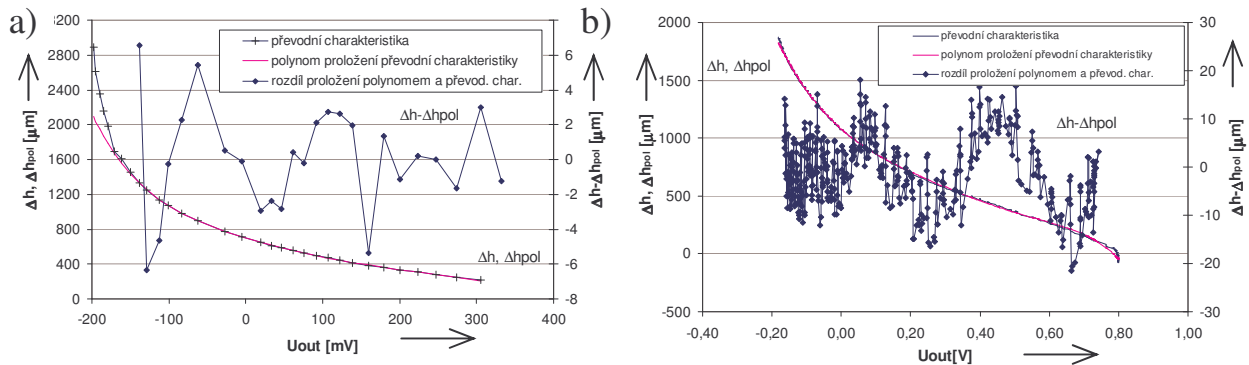 a)
3200
2800
2400
2000
1600
1200
800
400
0
Δh, Δhpol [μm]
8
6
4
2
0
-2
-4
-6
-8
Δh-Δhpol [μm]
převodní charakteristika
polynom proložení převodní charakteristiky
rozdíl proložení polynomem a převod. char.
Δh-Δhpol
Δh, Δhpol
-200 -100 0 100 200 300 400
Uout [mV]
b)
2000
1500
1000
500
0
-500
Δh, Δhpol [μm]
30
20
10
0
-10
-20
-30
Δh-Δhpol [μm]
převodní charakteristika
polynom proložení převodní charakteristiky
rozdíl proložení polynomem a převod. char.
Δh, Δhpol
Δh-Δhpol
-0,40 -0,20 0,00 0,20 0,40 0,60 0,80 1,00
Uout[V]